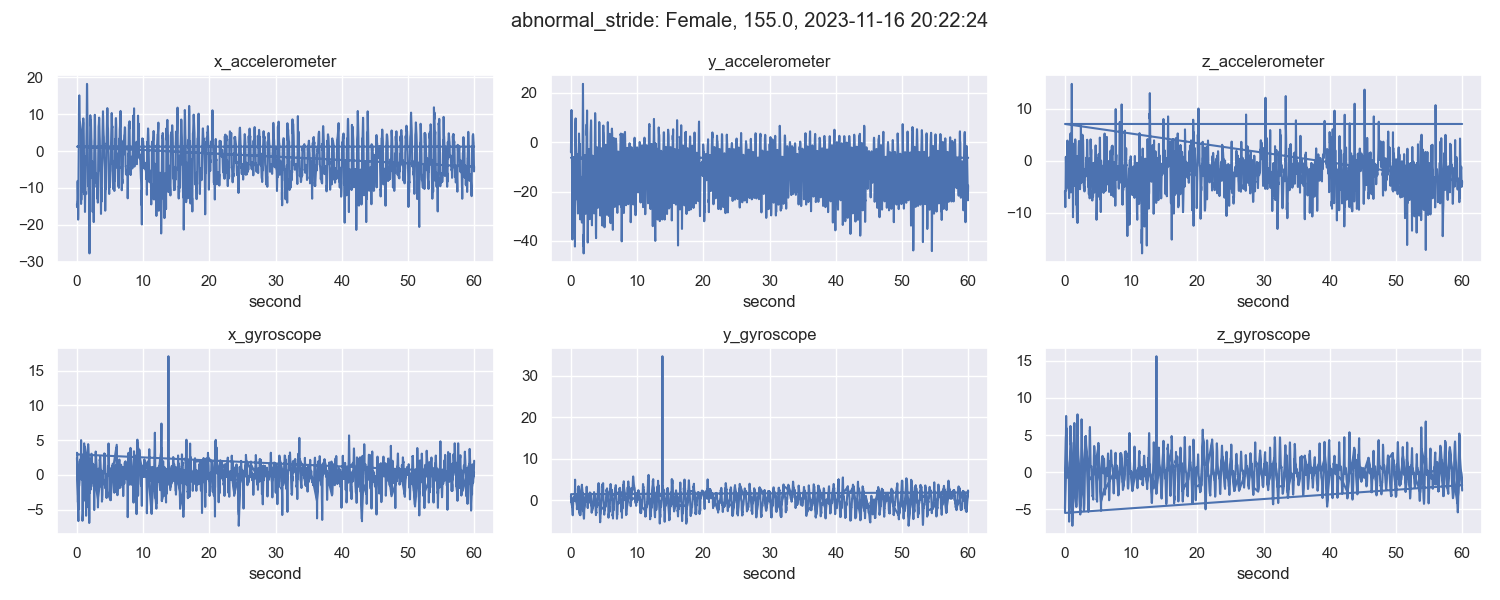 abnormal_stride: Female, 155.0, 2023-11-16 20:22:24
x_accelerometer
20
10
0
−10
−20
−30
0 10 20 30 40 50 60
second
y_accelerometer
20
0
−20
−40
0 10 20 30 40 50 60
second
z_accelerometer
10
0
−10
0 10 20 30 40 50 60
second
x_gyroscope
15
10
5
0
−5
0 10 20 30 40 50 60
second
y_gyroscope
30
20
10
0
0 10 20 30 40 50 60
second
z_gyroscope
15
10
5
0
−5
0 10 20 30 40 50 60
second